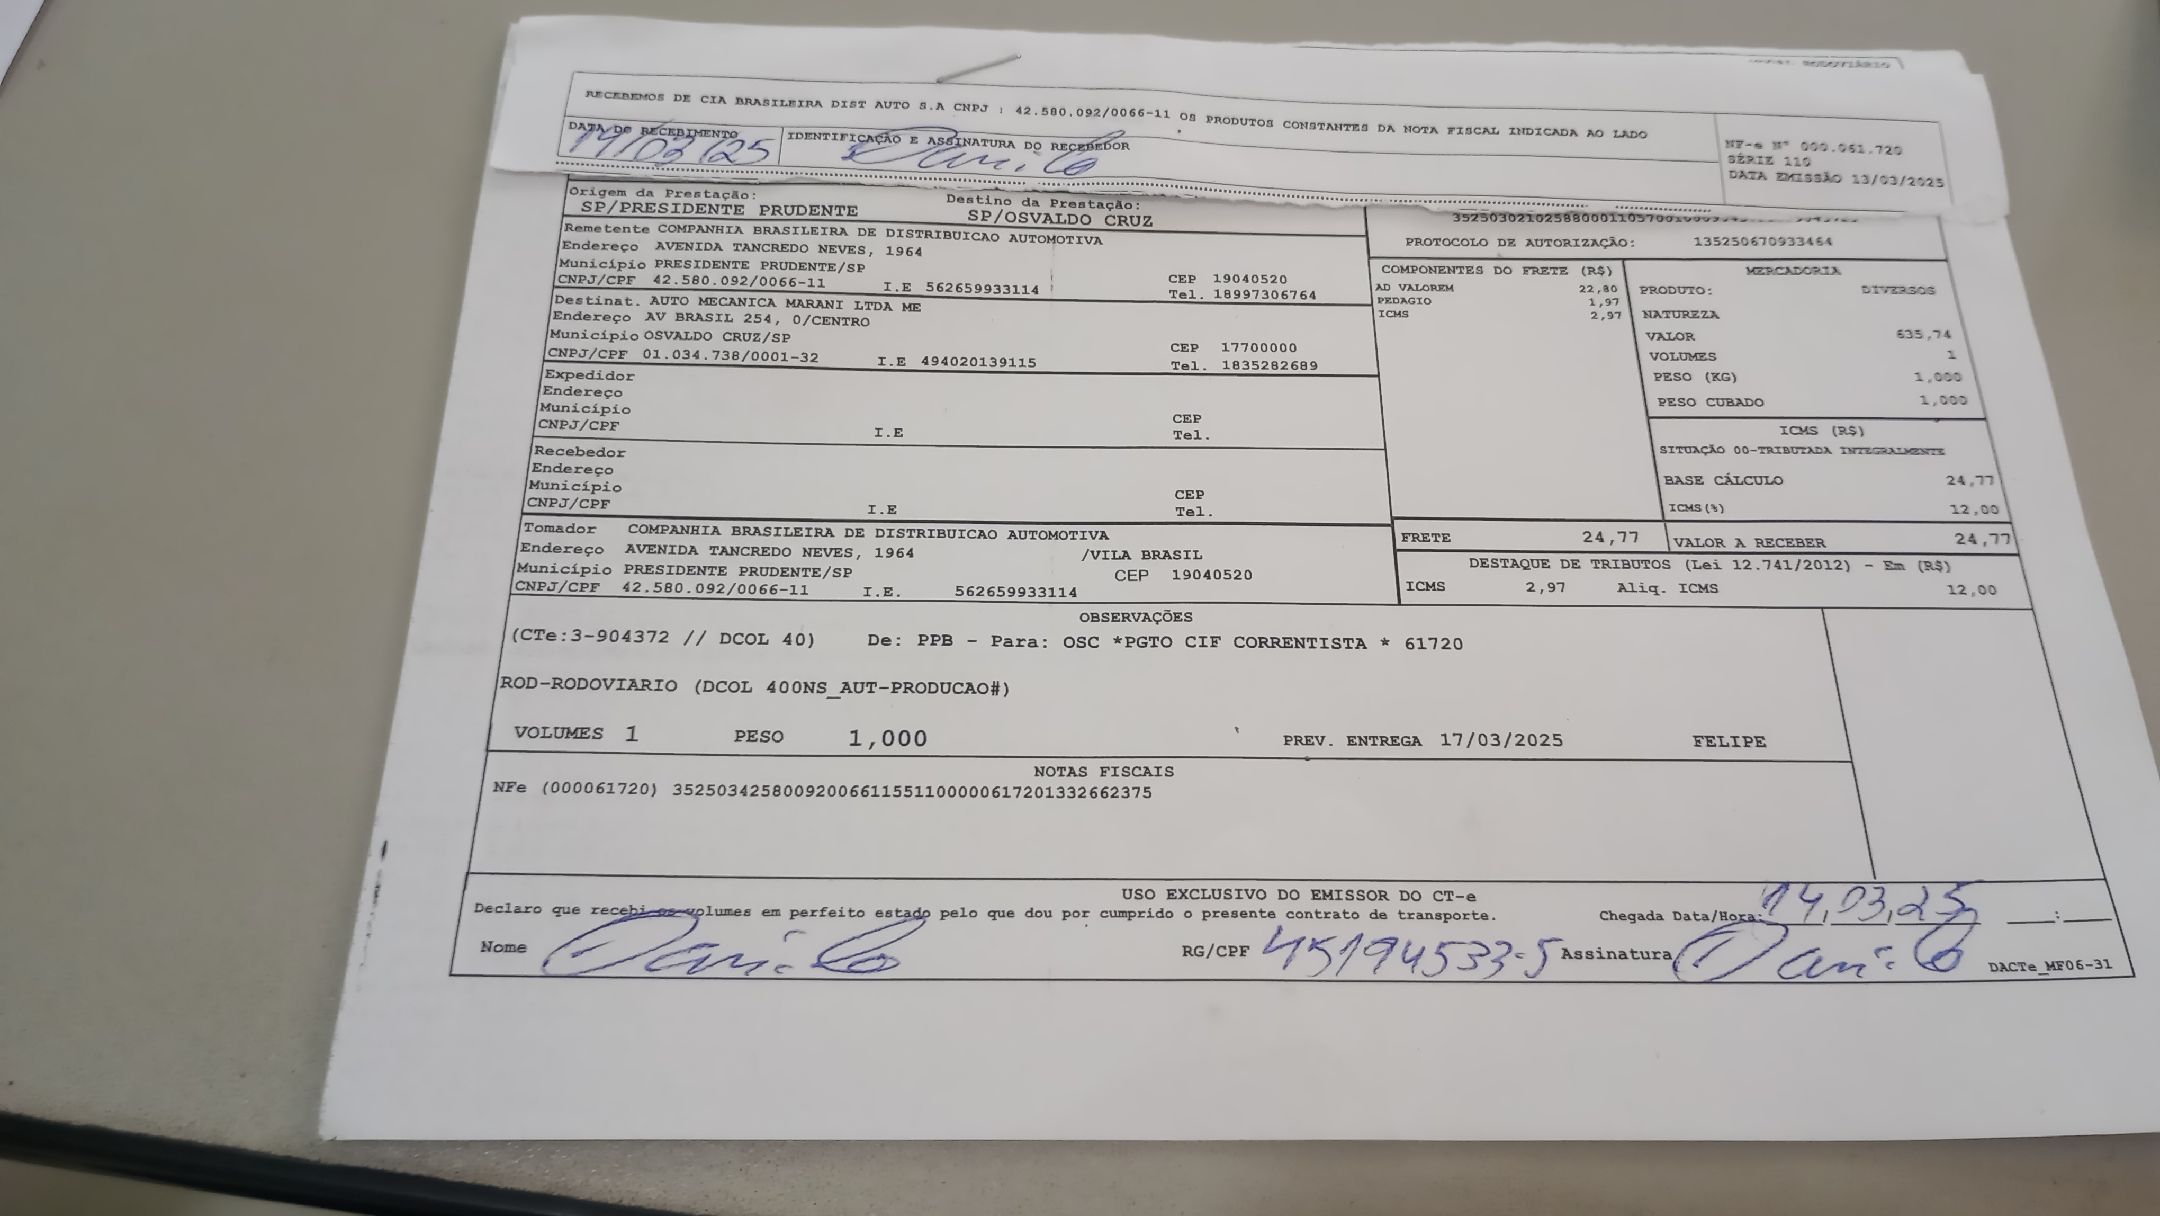 RODOVIÁRIO
RECEBEMOS DE CIA BRASILEIRA DIST AUTO S.A CNPJ : 42.580.092/0066-11 OS PRODUTOS CONSTANTES DA NOTA FISCAL INDICADA AO LADO
DATA DO RECEBIMENTO IDENTIFICAÇÃO E ASSINATURA DO RECEBEDOR
14/03/25 Danilo
NF-e Nº 000.061.720
SÉRIE 110
DATA EMISSÃO 13/03/2025
Origem da Prestação: Destino da Prestação:
SP/PRESIDENTE PRUDENTE SP/OSVALDO CRUZ
Remetente COMPANHIA BRASILEIRA DE DISTRIBUICAO AUTOMOTIVA
Endereço AVENIDA TANCREDO NEVES, 1964
Município PRESIDENTE PRUDENTE/SP CEP 19040520
CNPJ/CPF 42.580.092/0066-11 I.E 562659933114 Tel. 18997306764
Destinat. AUTO MECANICA MARANI LTDA ME
Endereço AV BRASIL 254, 0/CENTRO
Município OSVALDO CRUZ/SP CEP 17700000
CNPJ/CPF 01.034.738/0001-32 I.E 494020139115 Tel. 1835282689
Expedidor
Endereço
Município CEP
CNPJ/CPF I.E Tel.
Recebedor
Endereço
Município CEP
CNPJ/CPF I.E Tel.
Tomador COMPANHIA BRASILEIRA DE DISTRIBUICAO AUTOMOTIVA
Endereço AVENIDA TANCREDO NEVES, 1964 /VILA BRASIL
Município PRESIDENTE PRUDENTE/SP CEP 19040520
CNPJ/CPF 42.580.092/0066-11 I.E. 562659933114
PROTOCOLO DE AUTORIZAÇÃO: 135250670933464
COMPONENTES DO FRETE (R$)
AD VALOREM 22,80
PEDAGIO 1,97
ICMS 2,97
MERCADORIA
PRODUTO: DIVERSOS
NATUREZA
VALOR 635,74
VOLUMES 1
PESO (KG) 1,000
PESO CUBADO 1,000
ICMS (R$)
SITUAÇÃO 00-TRIBUTADA INTEGRALMENTE
BASE CÁLCULO 24,77
ICMS(%) 12,00
FRETE 24,77 VALOR A RECEBER 24,77
DESTAQUE DE TRIBUTOS (Lei 12.741/2012) - Em (R$)
ICMS 2,97 Aliq. ICMS 12,00
OBSERVAÇÕES
(CTe:3-904372 // DCOL 40) De: PPB - Para: OSC *PGTO CIF CORRENTISTA * 61720
ROD-RODOVIARIO (DCOL 400NS_AUT-PRODUCAO#)
VOLUMES 1 PESO 1,000 PREV. ENTREGA 17/03/2025 FELIPE
NOTAS FISCAIS
NFe (000061720) 35250342580092006611551100000617201332662375
USO EXCLUSIVO DO EMISSOR DO CT-e
Declaro que recebi os volumes em perfeito estado pelo que dou por cumprido o presente contrato de transporte. Chegada Data/Hora: 14,03,25 :
Nome Danilo RG/CPF 45194533-5 Assinatura Danilo DACTe_MF06-31